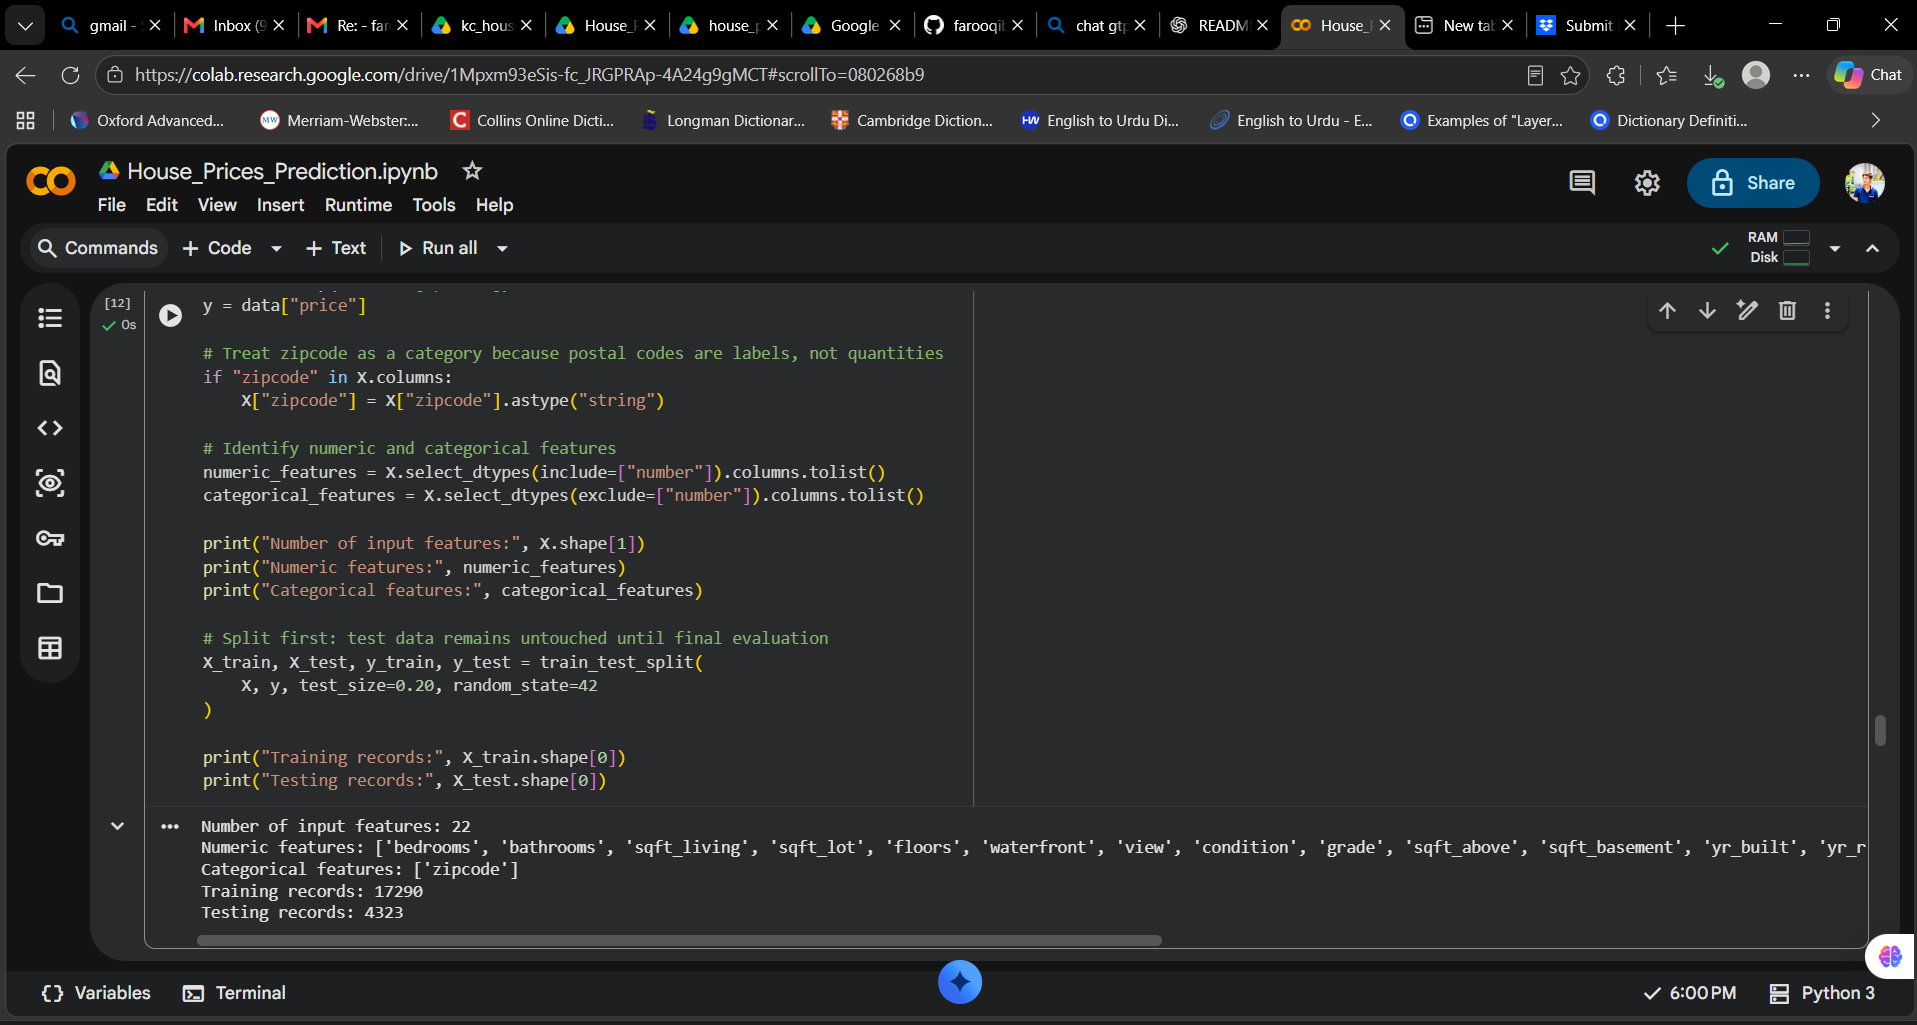 gmail -
Inbox (9
Re: - far
kc_hous
House_F
house_p
Google
farooqib
chat gtp
READMI
House_F
New tab
Submit
https://colab.research.google.com/drive/1Mpxm93eSis-fc_JRGPRAp-4A24g9gMCT#scrollTo=080268b9
Chat
Oxford Advanced...
Merriam-Webster:...
Collins Online Dicti...
Longman Dictionar...
Cambridge Diction...
English to Urdu Di...
English to Urdu - E...
Examples of "Layer...
Dictionary Definiti...
House_Prices_Prediction.ipynb
File Edit View Insert Runtime Tools Help
Share
Commands + Code + Text Run all
RAM
Disk
[12]
0s
y = data["price"]
# Treat zipcode as a category because postal codes are labels, not quantities
if "zipcode" in X.columns:
X["zipcode"] = X["zipcode"].astype("string")
# Identify numeric and categorical features
numeric_features = X.select_dtypes(include=["number"]).columns.tolist()
categorical_features = X.select_dtypes(exclude=["number"]).columns.tolist()
print("Number of input features:", X.shape[1])
print("Numeric features:", numeric_features)
print("Categorical features:", categorical_features)
# Split first: test data remains untouched until final evaluation
X_train, X_test, y_train, y_test = train_test_split(
X, y, test_size=0.20, random_state=42
)
print("Training records:", X_train.shape[0])
print("Testing records:", X_test.shape[0])
Number of input features: 22
Numeric features: ['bedrooms', 'bathrooms', 'sqft_living', 'sqft_lot', 'floors', 'waterfront', 'view', 'condition', 'grade', 'sqft_above', 'sqft_basement', 'yr_built', 'yr_r
Categorical features: ['zipcode']
Training records: 17290
Testing records: 4323
Variables
Terminal
6:00 PM
Python 3